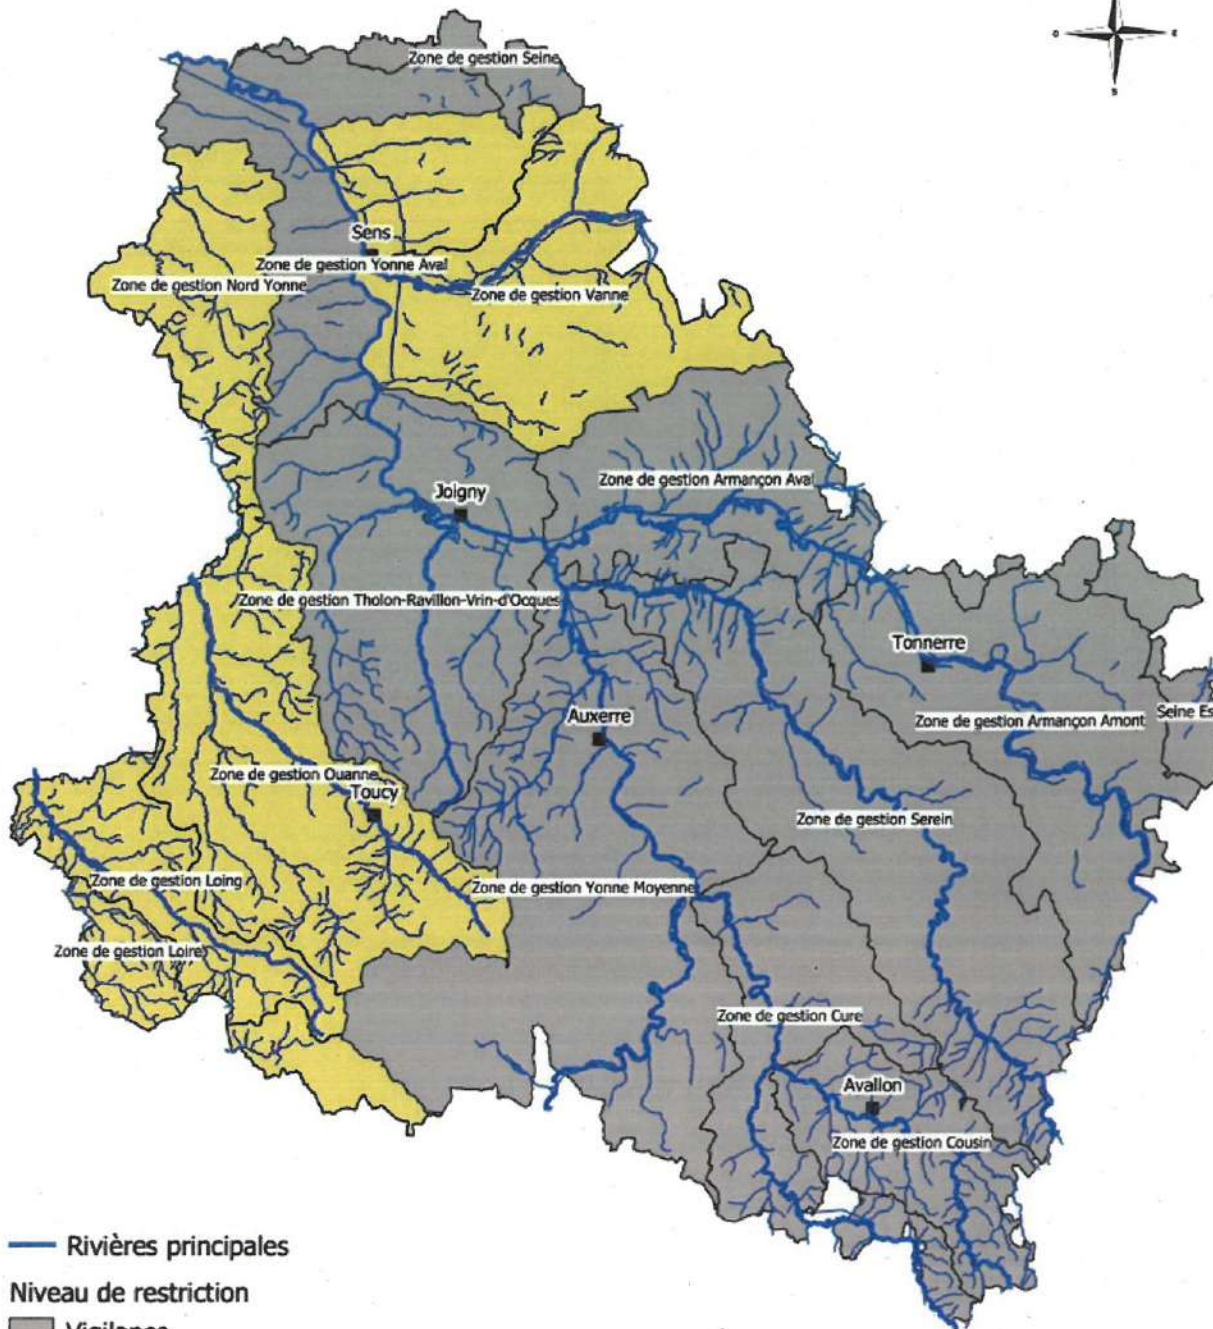 Zone de gestion Seine
O
E
S
Sens
Zone de gestion Yonne Aval
Zone de gestion Nord Yonne
Zone de gestion Vanne
Zone de gestion Armançon Aval
Joigny
Zone de gestion Tholon-Ravillon-Vrin-d'Ocques
Tonnerre
Auxerre
Zone de gestion Armançon Amont
Seine Es
Zone de gestion Ouanne
Toucy
Zone de gestion Serein
Zone de gestion Loing
Zone de gestion Yonne Moyenne
Zone de gestion Loire
Zone de gestion Cure
Avallon
Zone de gestion Cousin
Rivières principales
Niveau de restriction
Vigilance